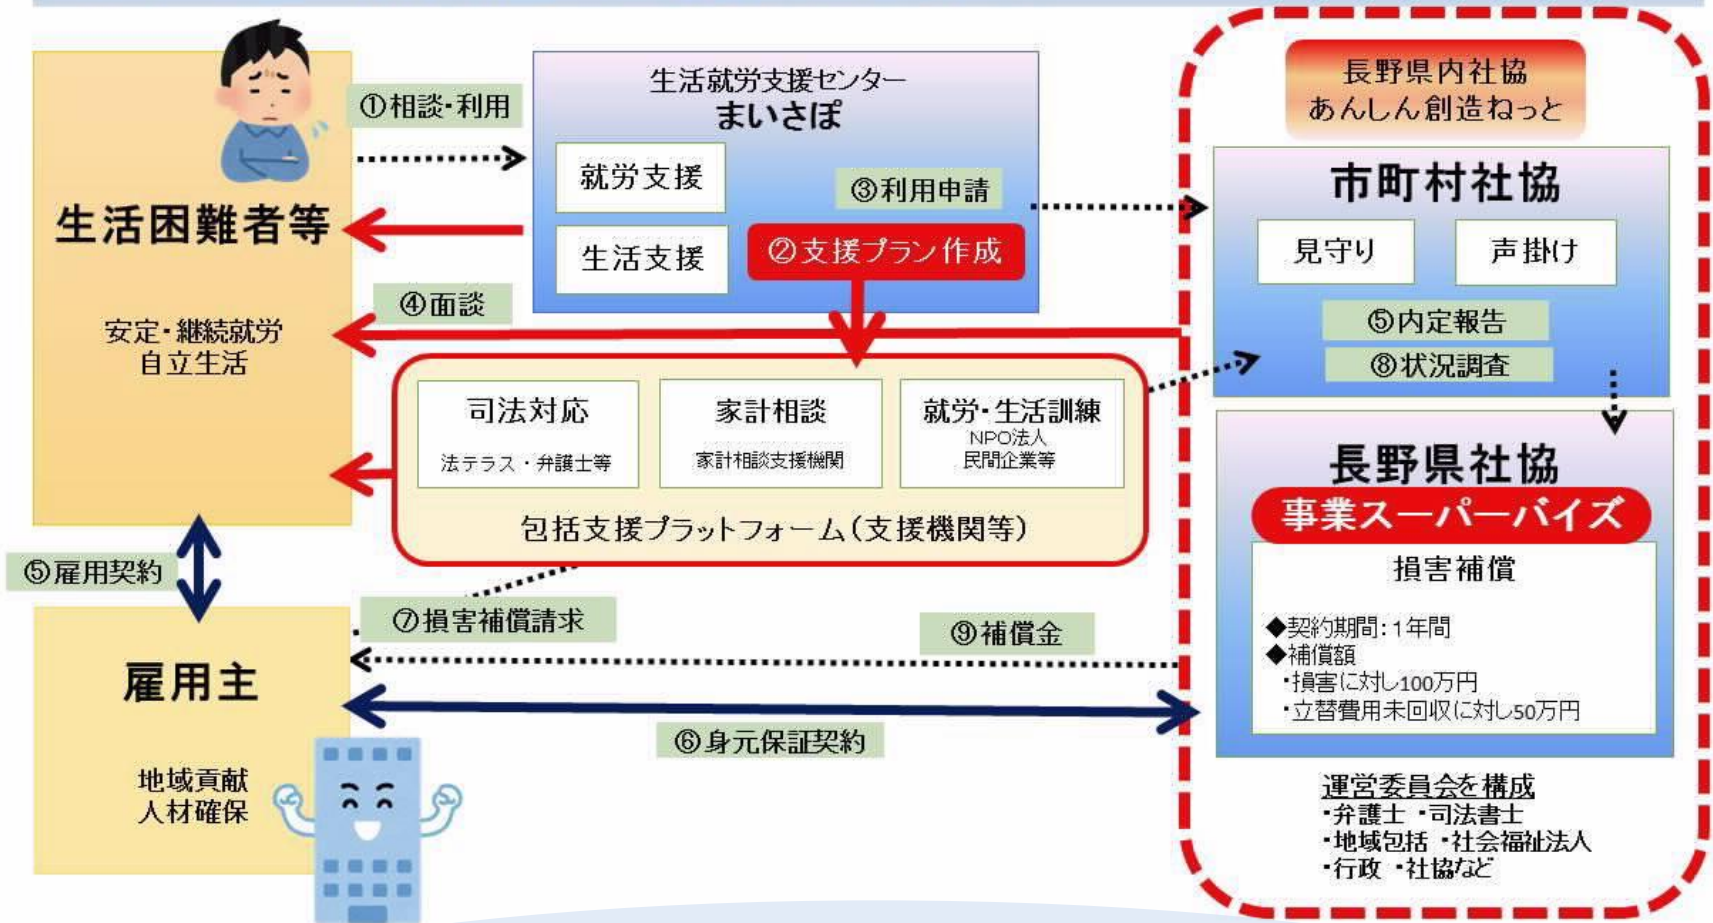 ①相談・利用
生活困難者等
安定・継続就労
自立生活
生活就労支援センター
まいさぽ
就労支援
生活支援
③利用申請
②支援プラン作成
④面談
司法対応
法テラス・弁護士等
家計相談
家計相談支援機関
就労・生活訓練
NPO法人
民間企業等
包括支援プラットフォーム(支援機関等)
⑤雇用契約
⑦損害補償請求
⑨補償金
雇用主
⑥身元保証契約
地域貢献
人材確保
長野県内社協
あんしん創造ねっと
市町村社協
見守り
声掛け
⑤内定報告
⑧状況調査
長野県社協
事業スーパーバイズ
損害補償
◆契約期間:1年間
◆補償額
・損害に対し100万円
・立替費用未回収に対し50万円
運営委員会を構成
・弁護士 ・司法書士
・地域包括 ・社会福祉法人
・行政 ・社協など